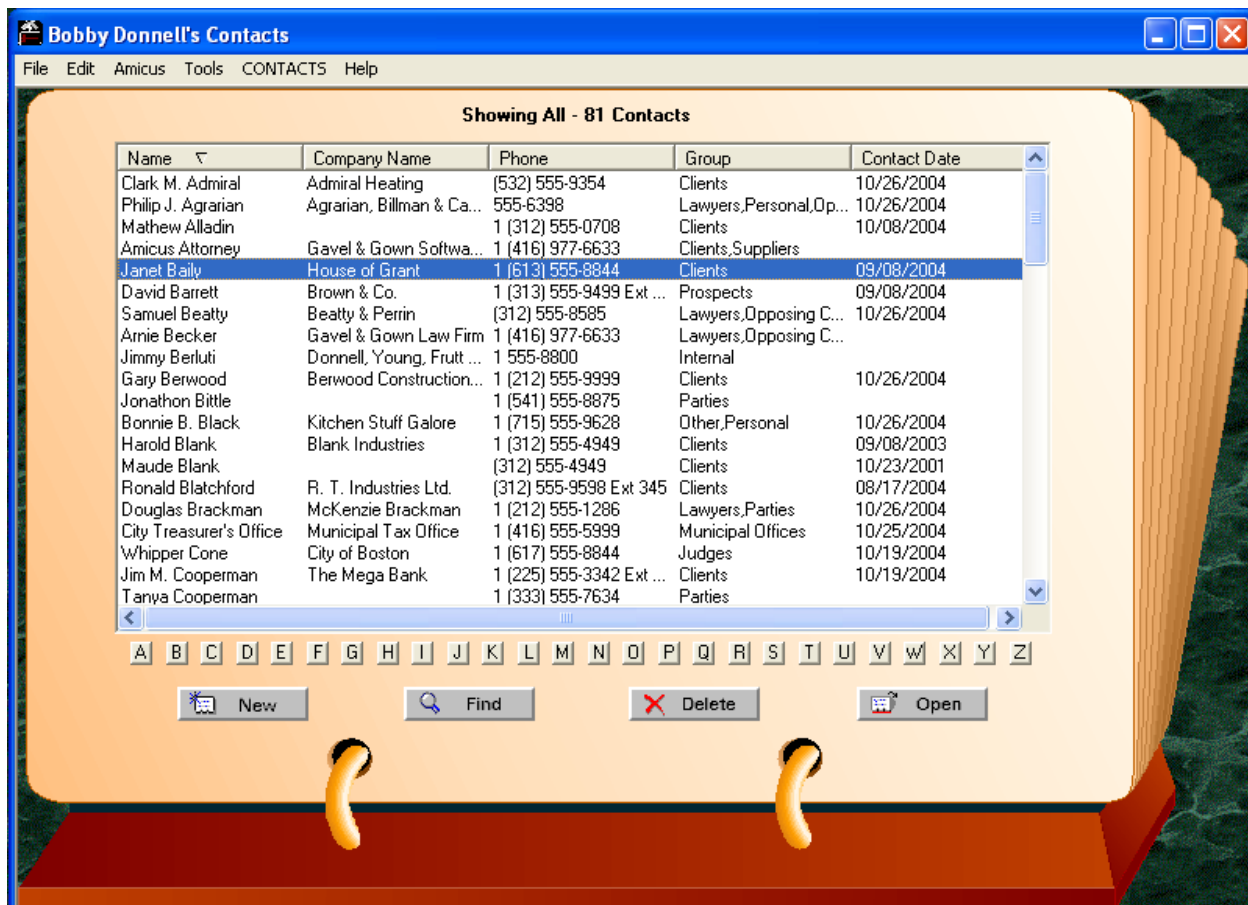 Bobby Donnell's Contacts
File Edit Amicus Tools CONTACTS Help
Showing All - 81 Contacts
Name Company Name Phone Group Contact Date
Clark M. Admiral Admiral Heating (532) 555-9354 Clients 10/26/2004
Philip J. Agrarian Agrarian, Billman & Ca... 555-6398 Lawyers,Personal,Op... 10/26/2004
Mathew Alladin 1 (312) 555-0708 Clients 10/08/2004
Amicus Attorney Gavel & Gown Softwa... 1 (416) 977-6633 Clients,Suppliers
Janet Baily House of Grant 1 (613) 555-8844 Clients 09/08/2004
David Barrett Brown & Co. 1 (313) 555-9499 Ext ... Prospects 09/08/2004
Samuel Beatty Beatty & Perrin (312) 555-8585 Lawyers,Opposing C... 10/26/2004
Arnie Becker Gavel & Gown Law Firm 1 (416) 977-6633 Lawyers,Opposing C...
Jimmy Berluti Donnell, Young, Frutt ... 1 555-8800 Internal
Gary Berwood Berwood Construction... 1 (212) 555-9999 Clients 10/26/2004
Jonathon Bittle 1 (541) 555-8875 Parties
Bonnie B. Black Kitchen Stuff Galore 1 (715) 555-9628 Other,Personal 10/26/2004
Harold Blank Blank Industries 1 (312) 555-4949 Clients 09/08/2003
Maude Blank (312) 555-4949 Clients 10/23/2001
Ronald Blatchford R. T. Industries Ltd. (312) 555-9598 Ext 345 Clients 08/17/2004
Douglas Brackman McKenzie Brackman 1 (212) 555-1286 Lawyers,Parties 10/26/2004
City Treasurer's Office Municipal Tax Office 1 (416) 555-5999 Municipal Offices 10/25/2004
Whipper Cone City of Boston 1 (617) 555-8844 Judges 10/19/2004
Jim M. Cooperman The Mega Bank 1 (225) 555-3342 Ext ... Clients 10/19/2004
Tanya Cooperman 1 (333) 555-7634 Parties
A B C D E F G H I J K L M N O P Q R S T U V W X Y Z
New Find Delete Open